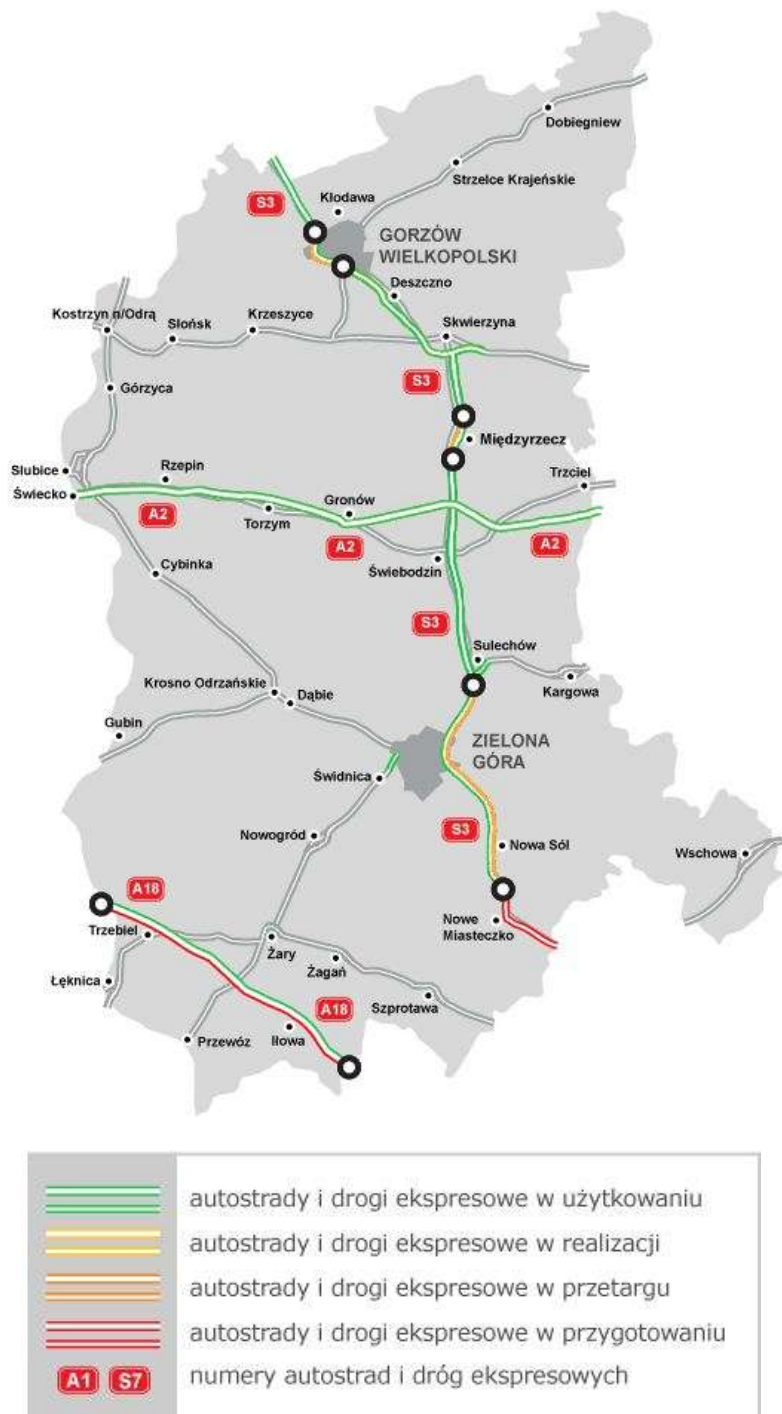 Dobiegniew
Strzelce Krajeńskie
S3
Kłodawa
GORZÓW
WIELKOPOLSKI
Deszczno
Kostrzyn n/Odrą
Słońsk
Krzeszyce
Skwierzyna
S3
Górzyca
Międzyrzecz
Slubice
Rzepin
Trzciel
Świecko
Gronów
A2
Torzym
A2
A2
Świebodzin
Cybinka
S3
Sulechów
Krosno Odrzańskie
Dąbie
Kargowa
Gubin
ZIELONA
GÓRA
Świdnica
Nowogród
S3
Nowa Sól
Wschowa
A18
Trzebiel
Nowe
Miasteczko
Żary
Żagań
Łęknica
Szprotawa
A18
Przewóz
Iłowa
autostrady i drogi ekspresowe w użytkowaniu
autostrady i drogi ekspresowe w realizacji
autostrady i drogi ekspresowe w przetargu
autostrady i drogi ekspresowe w przygotowaniu
A1 S7 numery autostrad i dróg ekspresowych